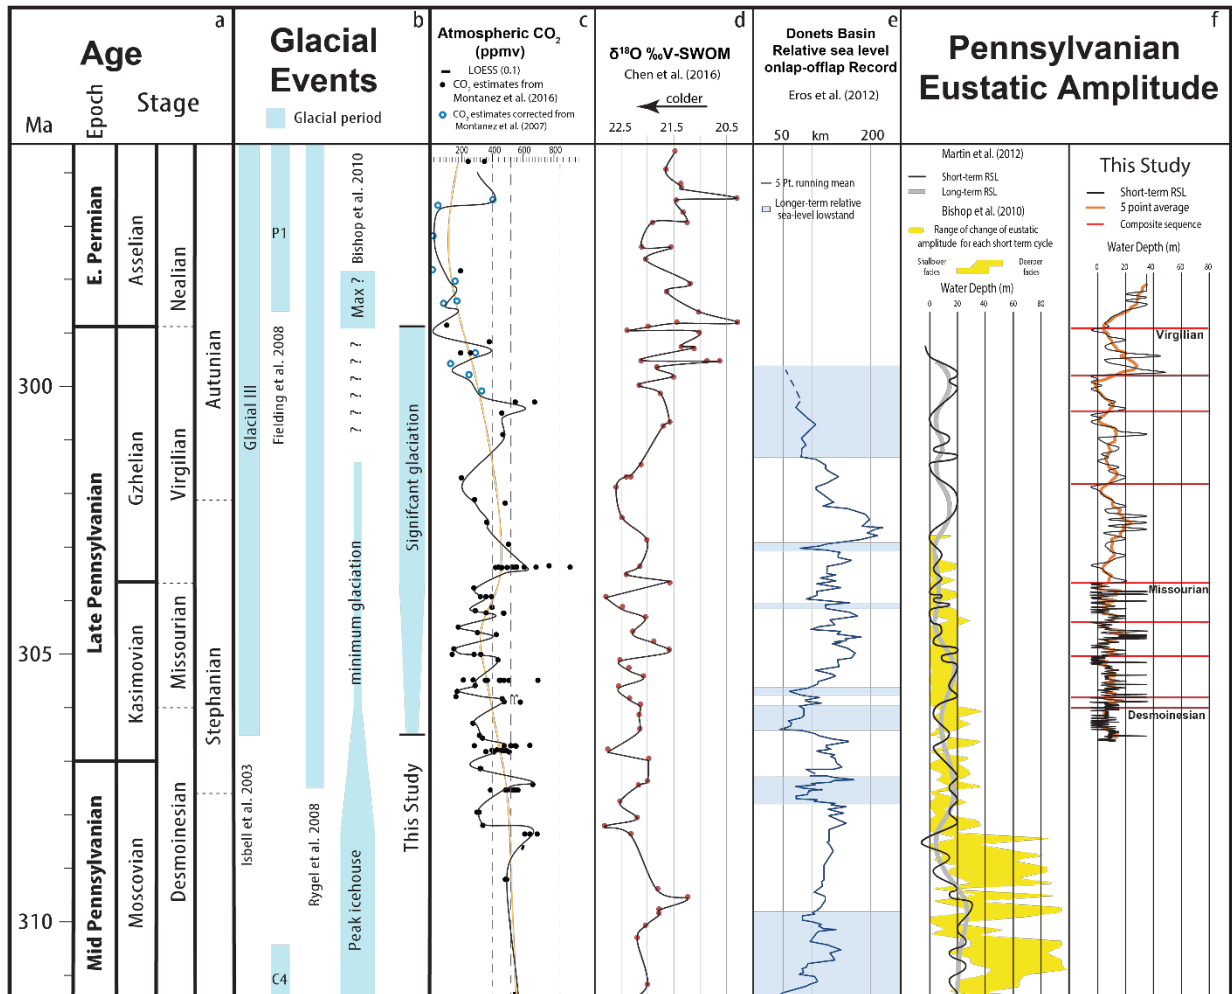 a
Age
Ma
Epoch
Stage
E. Permian
Late Pennsylvanian
Mid Pennsylvanian
Asselian
Gzhelian
Kasimovian
Moscovian
Nealian
Virgilian
Missourian
Desmoinesian
Autunian
Stephanian
300
305
310
b
Glacial
Events
Glacial period
Glacial III
Isbell et al. 2003
P1
Fielding et al. 2008
C4
Rygel et al. 2008
Bishop et al. 2010
Max ?
? ? ? ? ? ?
minimum glaciation
Peak icehouse
Signifcant glaciation
This Study
c
Atmospheric CO2
(ppmv)
LOESS (0.1)
CO2 estimates from
Montanez et al. (2016)
CO2 estimates corrected from
Montanez et al. (2007)
200 400 600 800
d
δ18O ‰V-SWOM
Chen et al. (2016)
colder
22.5 21.5 20.5
e
Donets Basin
Relative sea level
onlap-offlap Record
Eros et al. (2012)
50 km 200
5 Pt. running mean
Longer-term relative
sea-level lowstand
f
Pennsylvanian
Eustatic Amplitude
Martin et al. (2012)
Short-term RSL
Long-term RSL
Bishop et al. (2010)
Range of change of eustatic
amplitude for each short term cycle
Shallower
facies
Deeper
facies
Water Depth (m)
0 20 40 60 80
This Study
Short-term RSL
5 point average
Composite sequence
Water Depth (m)
0 20 40 60 80
Virgilian
Missourian
Desmoinesian